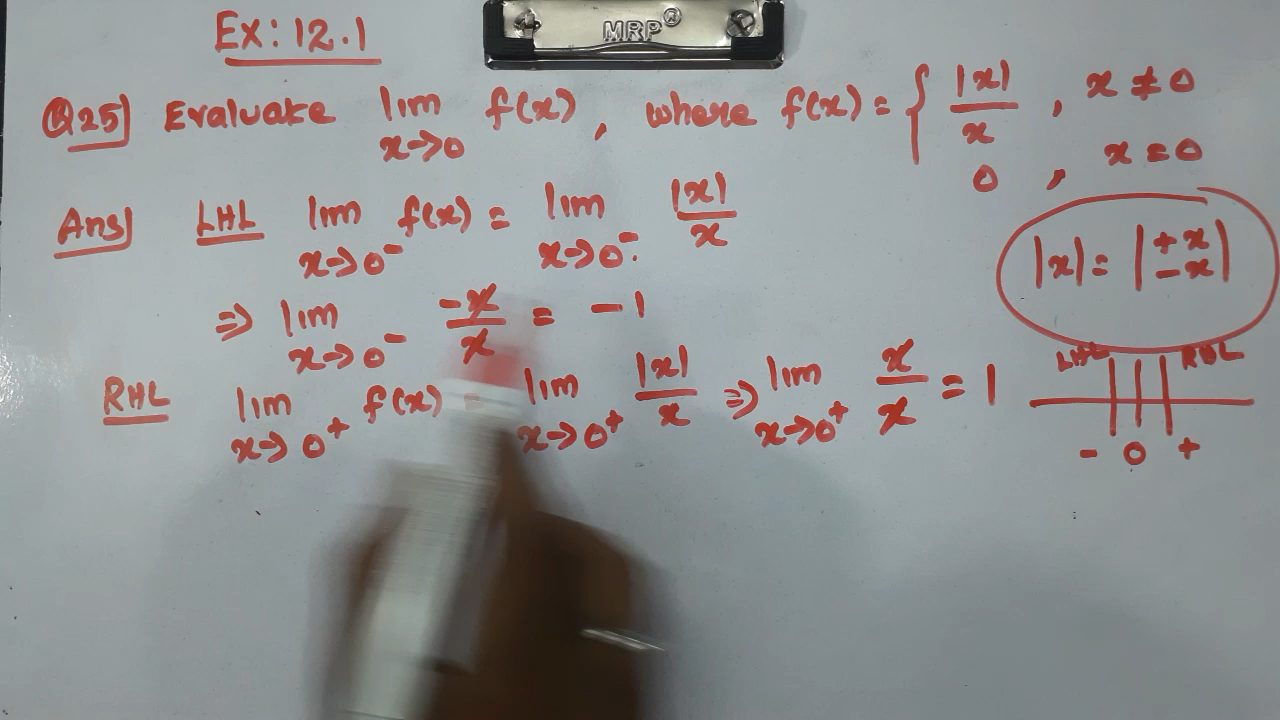 MRP®
Ex: 12.1
Q25] Evaluate lim x→0 f(x), where f(x) = { |x|/x , x ≠ 0
0 , x = 0
Ans] LHL lim x→0⁻ f(x) = lim x→0⁻ |x|/x
|x| = |+x -x|
⇒ lim x→0⁻ -x/x = -1
RHL lim x→0⁺ f(x) = lim x→0⁺ |x|/x ⇒ lim x→0⁺ x/x = 1
LHL RHL
- 0 +